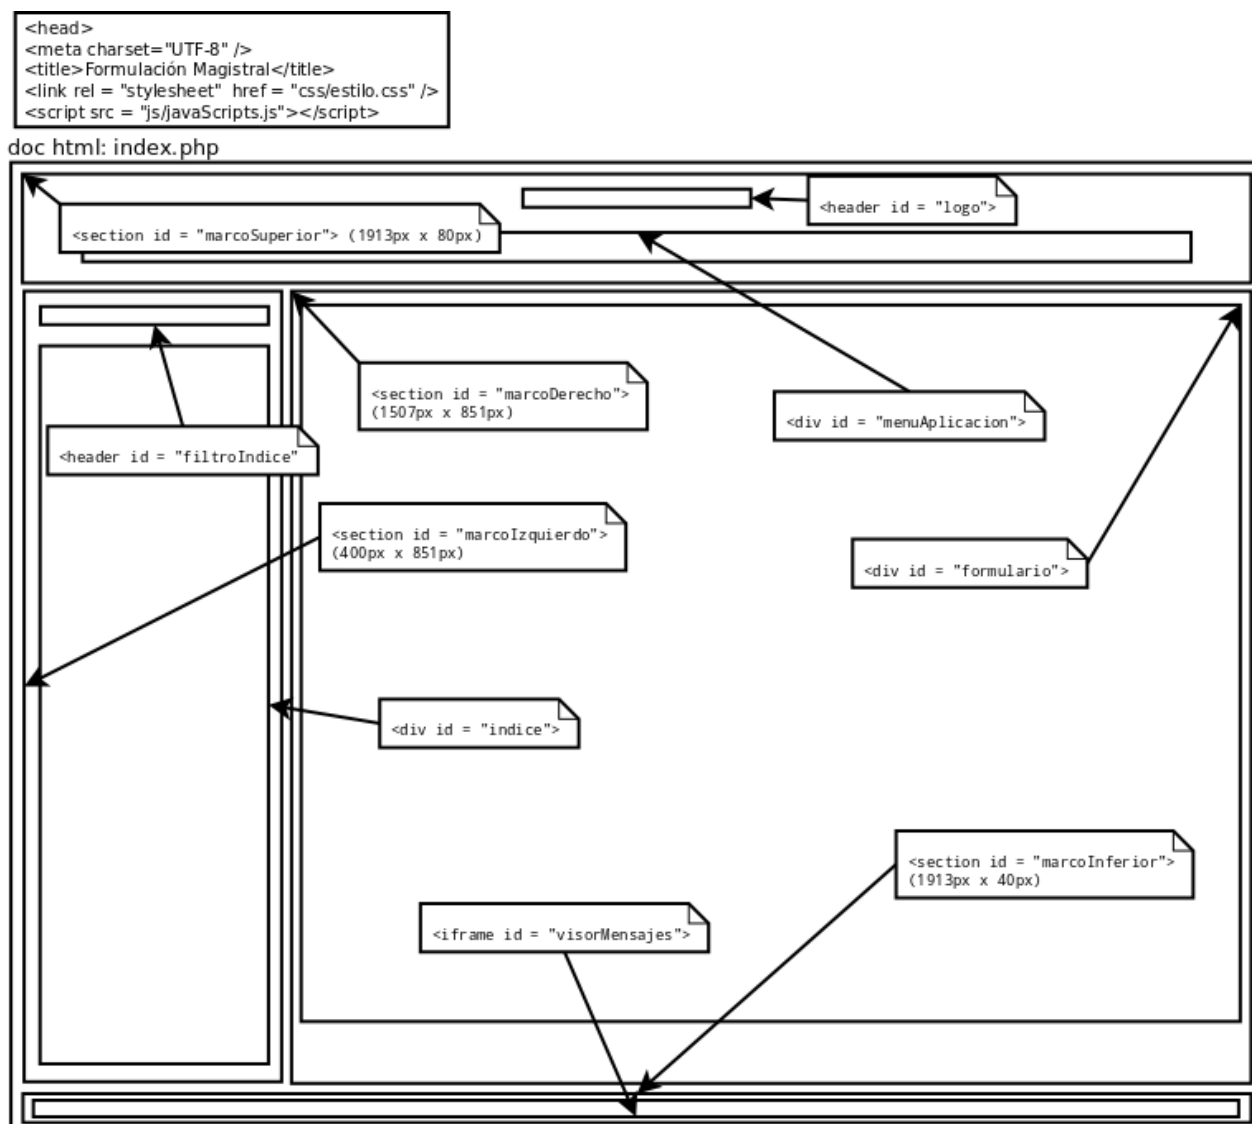 <head>
<meta charset="UTF-8" />
<title>Formulación Magistral</title>
<link rel = "stylesheet"  href = "css/estilo.css" />
<script src = "js/javaScripts.js"></script>
doc html: index.php
<header id = "logo">
<section id = "marcoSuperior"> (1913px x 80px)
<section id = "marcoDerecho">
(1507px x 851px)
<div id = "menuAplicacion">
<header id = "filtroIndice"
<section id = "marcoIzquierdo">
(400px x 851px)
<div id = "formulario">
<div id = "indice">
<section id = "marcoInferior">
(1913px x 40px)
<iframe id = "visorMensajes">